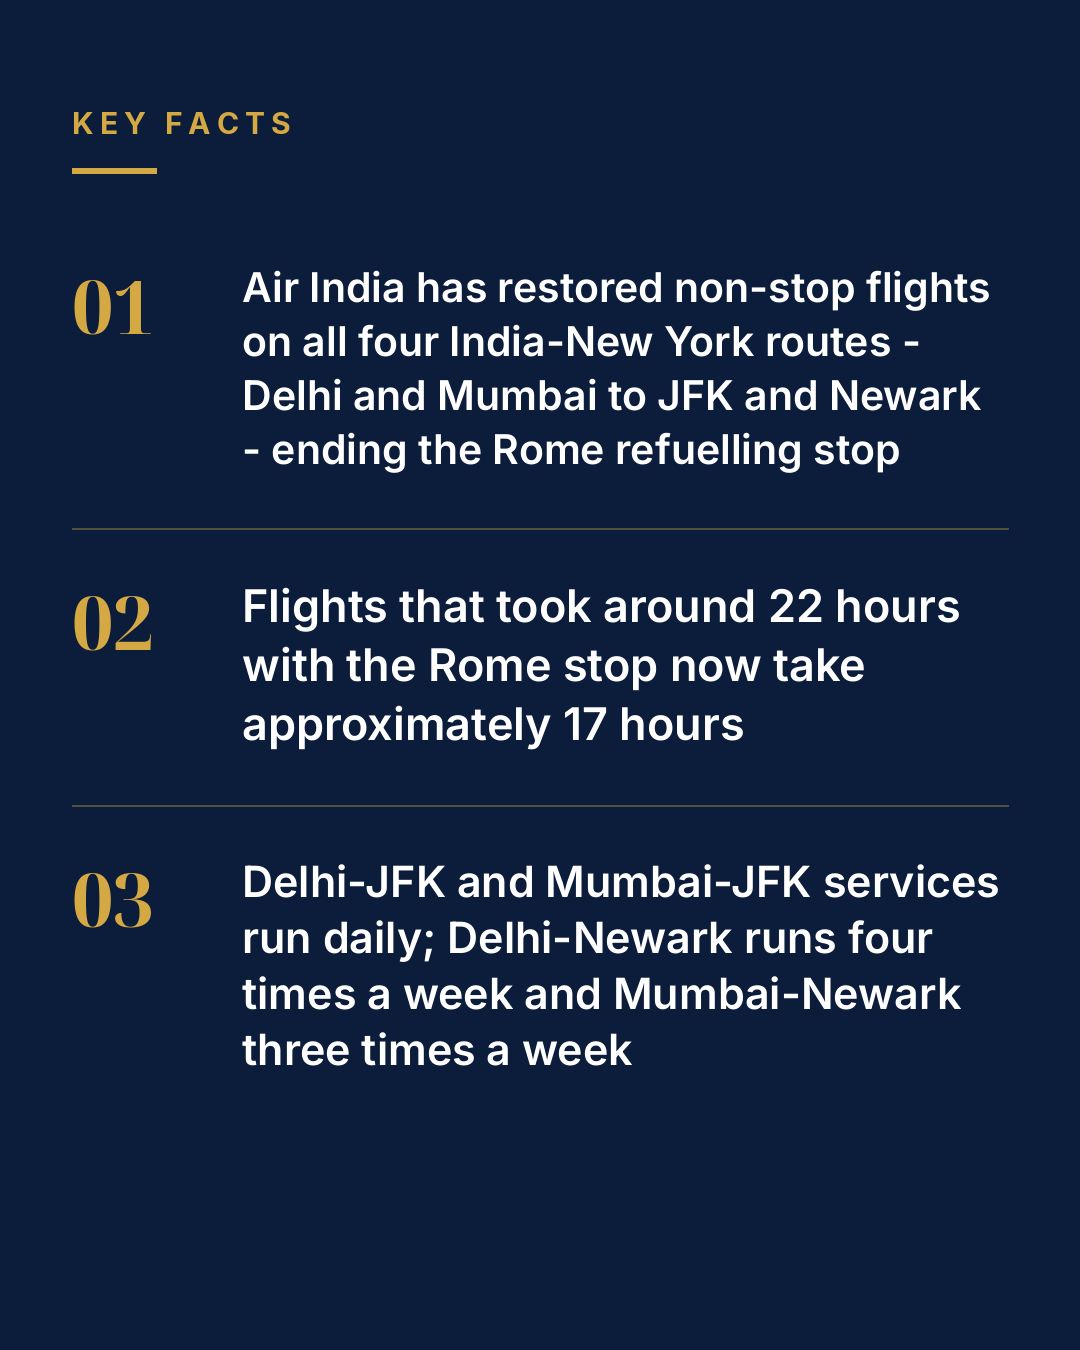 KEY FACTS
01
Air India has restored non-stop flights
on all four India-New York routes -
Delhi and Mumbai to JFK and Newark
- ending the Rome refuelling stop
02
Flights that took around 22 hours
with the Rome stop now take
approximately 17 hours
03
Delhi-JFK and Mumbai-JFK services
run daily; Delhi-Newark runs four
times a week and Mumbai-Newark
three times a week